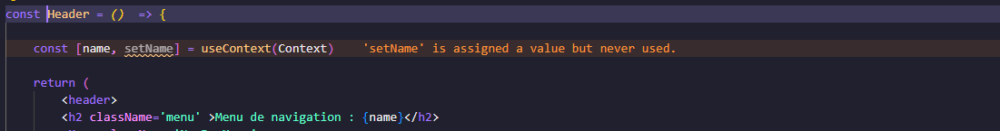 const Header = () => {
const [name, setName] = useContext(Context) 'setName' is assigned a value but never used.
return (
<header>
<h2 className='menu' >Menu de navigation : {name}</h2>